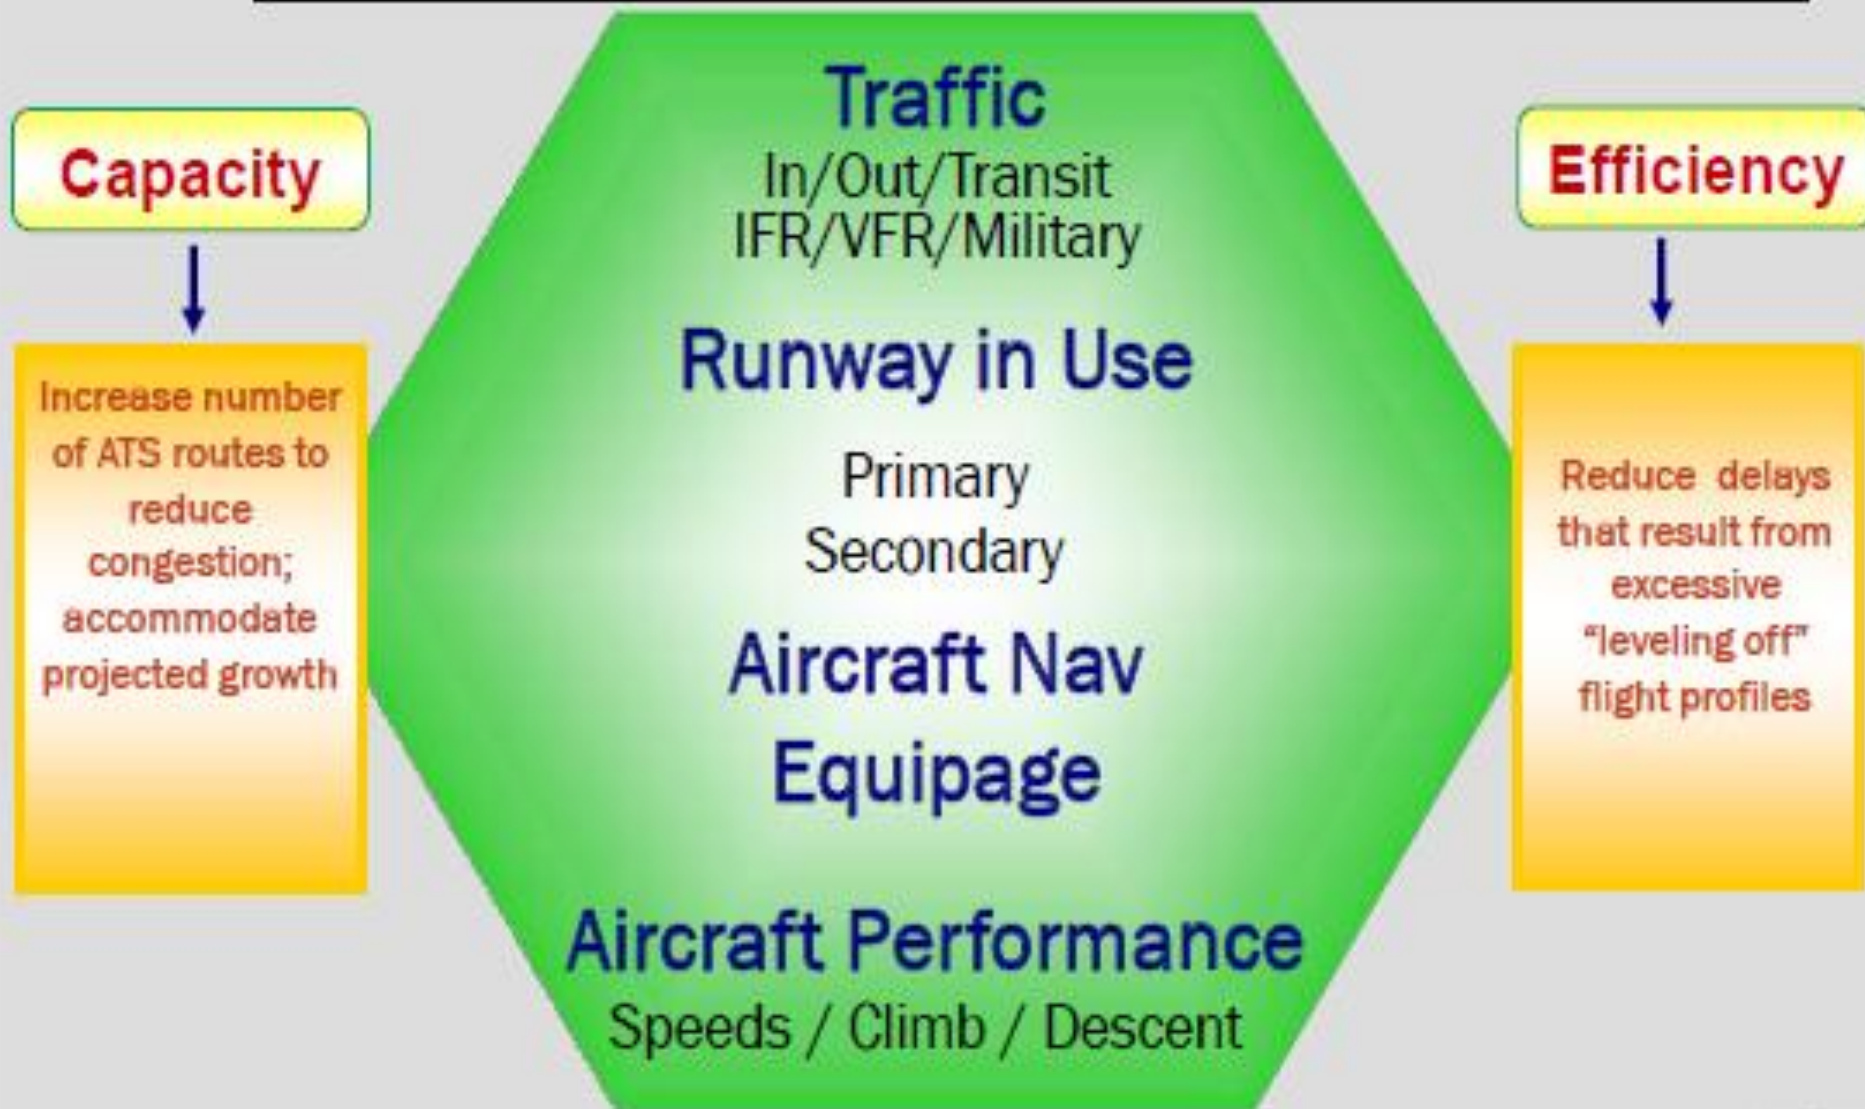 Capacity
Increase number
of ATS routes to
reduce
congestion;
accommodate
projected growth
Traffic
In/Out/Transit
IFR/VFR/Military
Runway in Use
Primary
Secondary
Aircraft Nav
Equipage
Aircraft Performance
Speeds / Climb / Descent
Efficiency
Reduce delays
that result from
excessive
“leveling off”
flight profiles